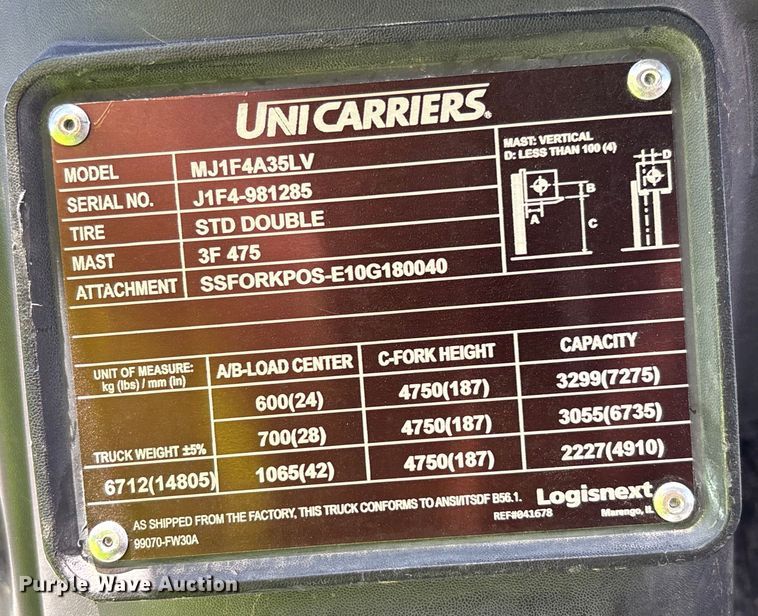 UNICARRIERS®
MODEL MJ1F4A35LV
SERIAL NO. J1F4-981285
TIRE STD DOUBLE
MAST 3F 475
ATTACHMENT SSFORKPOS-E10G180040
MAST: VERTICAL
D: LESS THAN 100 (4)
D
B
A
C
UNIT OF MEASURE:
kg (lbs) / mm (in)
A/B-LOAD CENTER C-FORK HEIGHT CAPACITY
600(24) 4750(187) 3299(7275)
700(28) 4750(187) 3055(6735)
1065(42) 4750(187) 2227(4910)
TRUCK WEIGHT ±5%
6712(14805)
AS SHIPPED FROM THE FACTORY, THIS TRUCK CONFORMS TO ANSI/ITSDF B56.1.
99070-FW30A
REF#041678
Logisnext
Marengo, IL
Purple Wave Auction